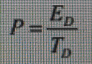 P = E_D / T_D